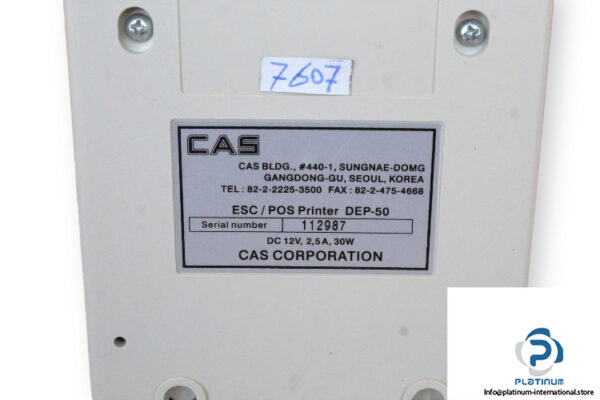 7607
CAS
CAS BLDG., #440-1, SUNGNAE-DOMG
GANGDONG-GU, SEOUL, KOREA
TEL : 82-2-2225-3500 FAX : 82-2-475-4668
ESC / POS Printer DEP-50
Serial number 112987
DC 12V, 2,5A, 30W
CAS CORPORATION
PLATINUM
http://platinum-international.store